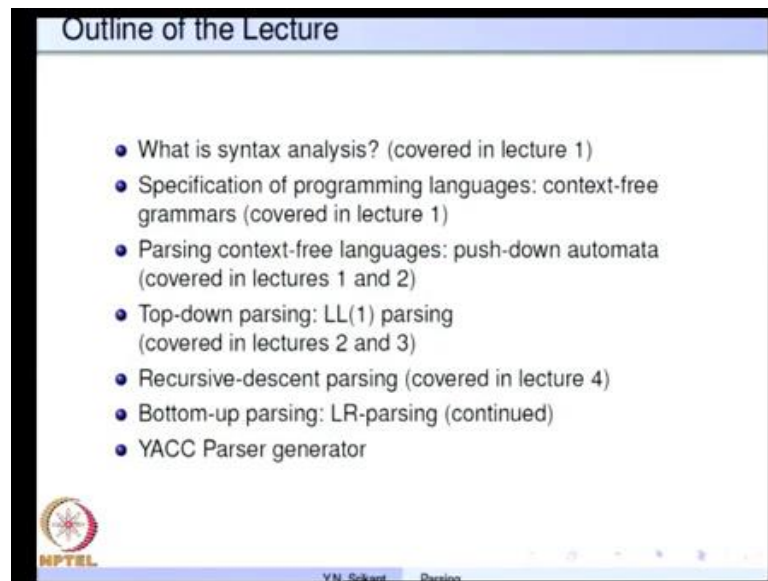 Outline of the Lecture
What is syntax analysis? (covered in lecture 1)
Specification of programming languages: context-free
grammars (covered in lecture 1)
Parsing context-free languages: push-down automata
(covered in lectures 1 and 2)
Top-down parsing: LL(1) parsing
(covered in lectures 2 and 3)
Recursive-descent parsing (covered in lecture 4)
Bottom-up parsing: LR-parsing (continued)
YACC Parser generator
NPTEL
Y.N. Srikant Parsing